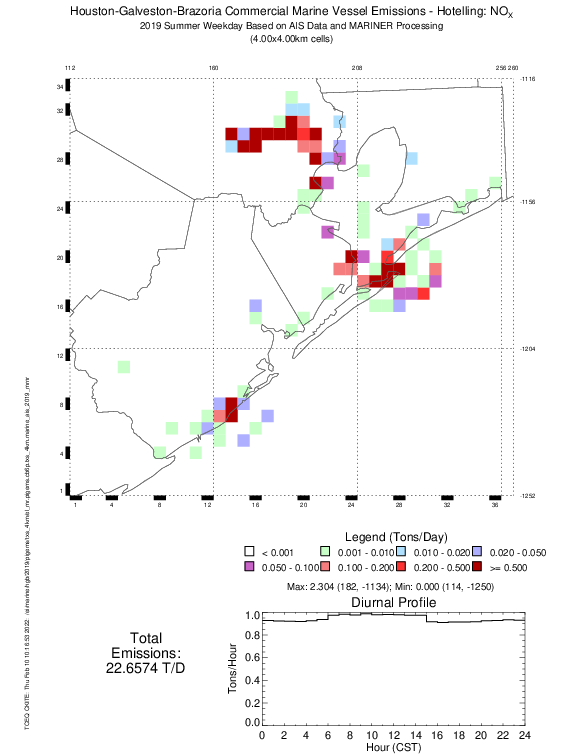 Houston-Galveston-Brazoria Commercial Marine Vessel Emissions - Hotelling: NOX
2019 Summer Weekday Based on AIS Data and MARINER Processing
(4.00x4.00km cells)
112 160 208 256 260
34 -1116
32
28
24 -1156
20
16
12 -1204
8
4
1 -1252
1 4 8 12 16 20 24 28 32 36
Legend (Tons/Day)
< 0.001 0.001 - 0.010 0.010 - 0.020 0.020 - 0.050
0.050 - 0.100 0.100 - 0.200 0.200 - 0.500 >= 0.500
Max: 2.304 (182, -1134); Min: 0.000 (114, -1250)
Diurnal Profile
Total
Emissions:
22.6574 T/D
Tons/Hour
1.0
0.8
0.6
0.4
0.2
0
0 2 4 6 8 10 12 14 16 18 20 22 24
Hour (CST)